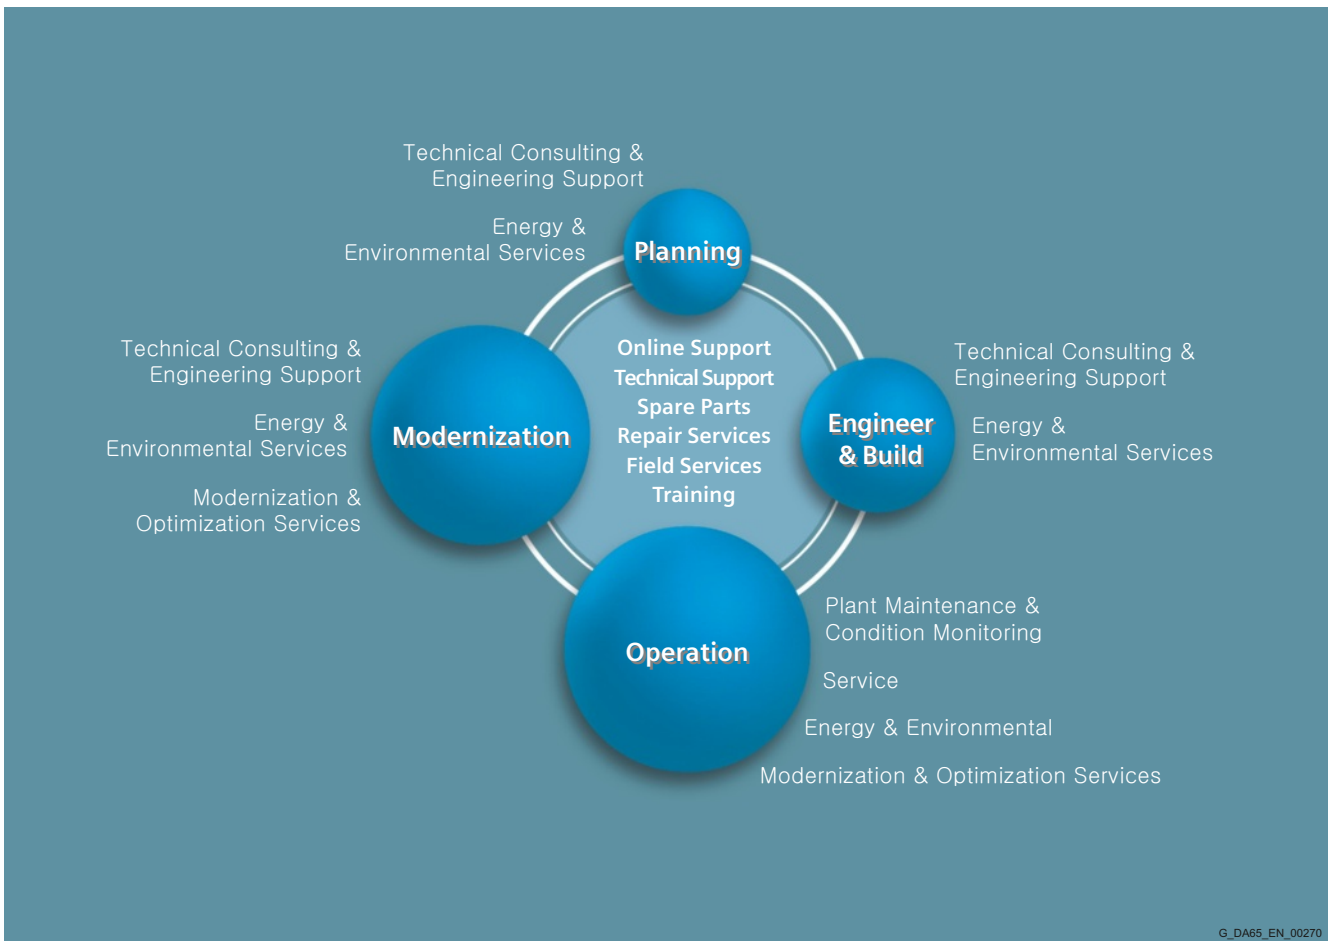 Technical Consulting &
Engineering Support
Energy &
Environmental Services
Planning
Online Support
Technical Support
Spare Parts
Repair Services
Field Services
Training
Technical Consulting &
Engineering Support
Energy &
Environmental Services
Modernization &
Optimization Services
Modernization
Engineer
& Build
Technical Consulting &
Engineering Support
Energy &
Environmental Services
Operation
Plant Maintenance &
Condition Monitoring
Service
Energy & Environmental
Modernization & Optimization Services
G_DA65_EN_00270